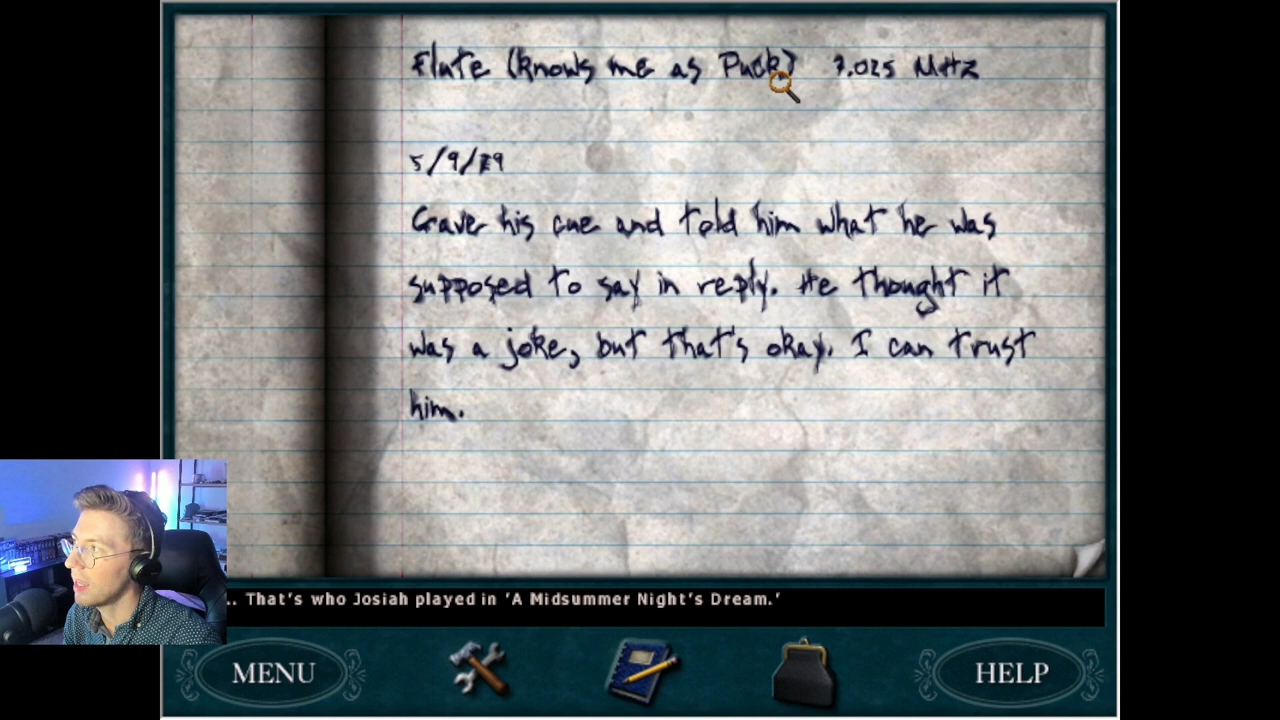 Flute (knows me as Puck) 7.025 MHz
5/9/79
Gave his cue and told him what he was
supposed to say in reply. He thought it
was a joke, but that's okay. I can trust
him.
.. That's who Josiah played in 'A Midsummer Night's Dream.'
MENU
HELP